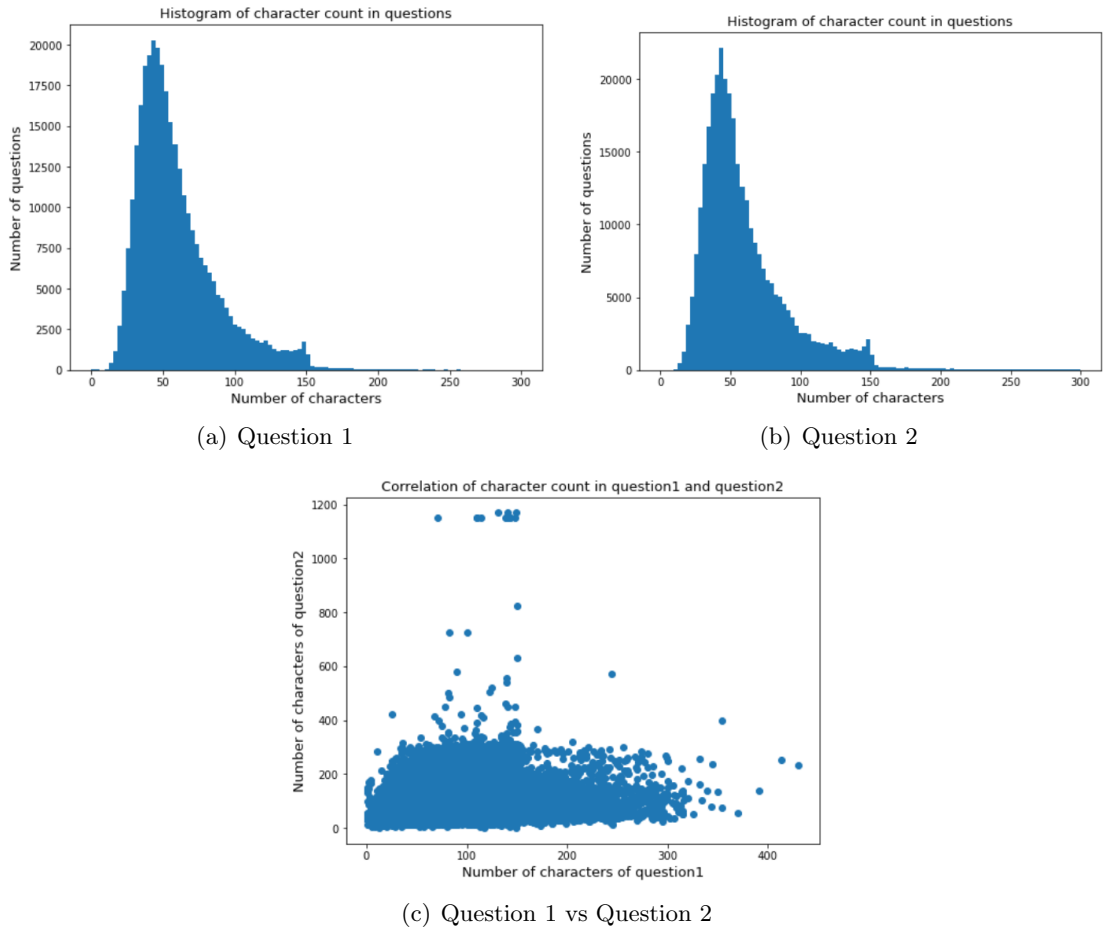 Histogram of character count in questions
Number of questions
20000
17500
15000
12500
10000
7500
5000
2500
0
0 50 100 150 200 250 300
Number of characters
(a) Question 1
Histogram of character count in questions
Number of questions
20000
15000
10000
5000
0
0 50 100 150 200 250 300
Number of characters
(b) Question 2
Correlation of character count in question1 and question2
Number of characters of question2
1200
1000
800
600
400
200
0
0 100 200 300 400
Number of characters of question1
(c) Question 1 vs Question 2